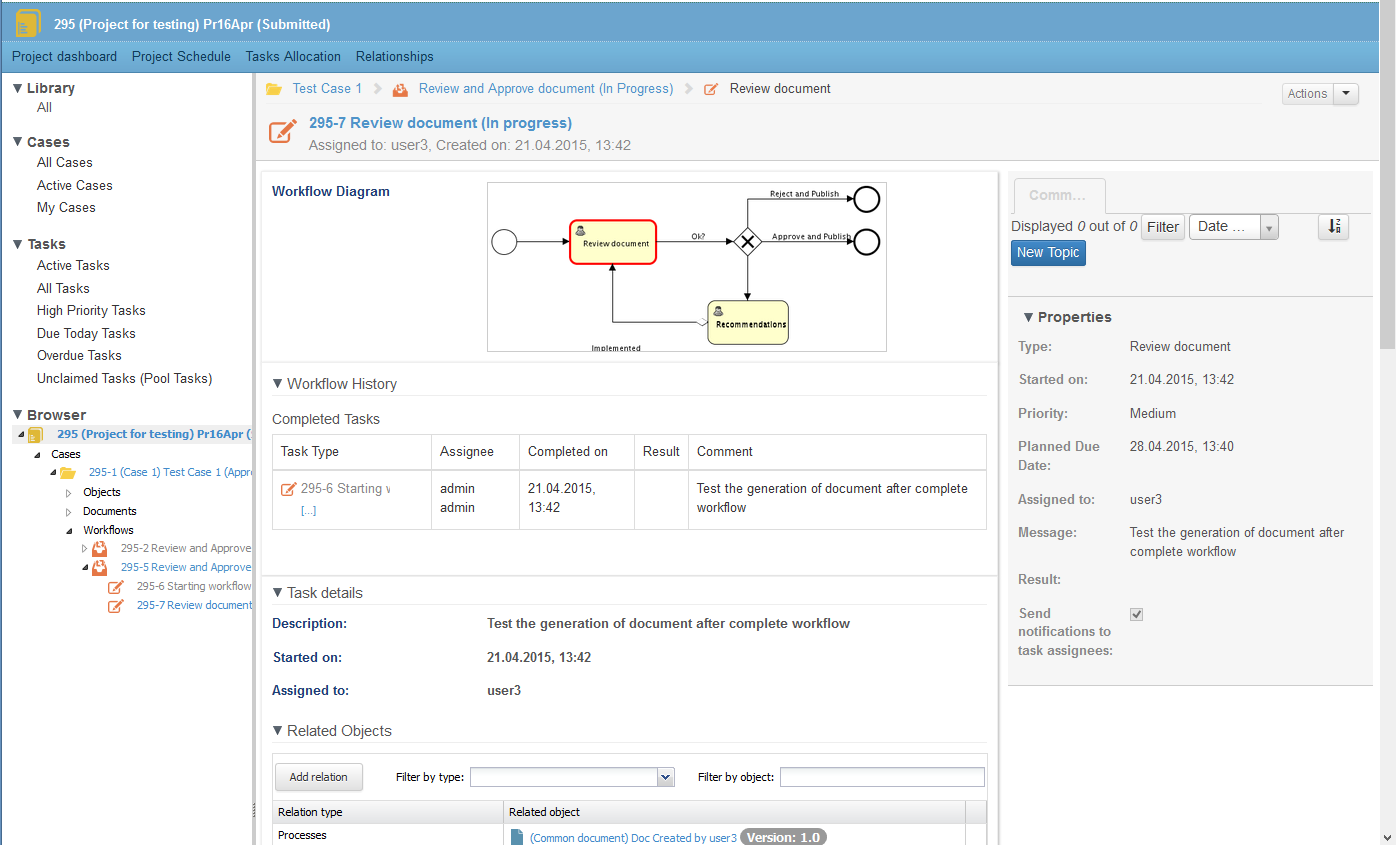 295 (Project for testing) Pr16Apr (Submitted)
Project dashboard Project Schedule Tasks Allocation Relationships
Library
All
Cases
All Cases
Active Cases
My Cases
Tasks
Active Tasks
All Tasks
High Priority Tasks
Due Today Tasks
Overdue Tasks
Unclaimed Tasks (Pool Tasks)
Browser
295 (Project for testing) Pr16Apr (
Cases
295-1 (Case 1) Test Case 1 (Appr
Objects
Documents
Workflows
295-2 Review and Approve
295-5 Review and Approve
295-6 Starting workflow
295-7 Review document
Test Case 1 Review and Approve document (In Progress) Review document
Actions
295-7 Review document (In progress)
Assigned to: user3, Created on: 21.04.2015, 13:42
Workflow Diagram
Reject and Publish
Review document
Ok?
Approve and Publish
Recommendations
Implemented
Workflow History
Completed Tasks
Task Type Assignee Completed on Result Comment
295-6 Starting w admin 21.04.2015, Test the generation of document after complete
[...] admin 13:42 workflow
Task details
Description: Test the generation of document after complete workflow
Started on: 21.04.2015, 13:42
Assigned to: user3
Related Objects
Add relation Filter by type: Filter by object:
Relation type Related object
Processes (Common document) Doc Created by user3 Version: 1.0
Comm...
Displayed 0 out of 0 Filter Date ...
New Topic
Properties
Type: Review document
Started on: 21.04.2015, 13:42
Priority: Medium
Planned Due 28.04.2015, 13:40
Date:
Assigned to: user3
Message: Test the generation of document after
complete workflow
Result:
Send
notifications to
task assignees: